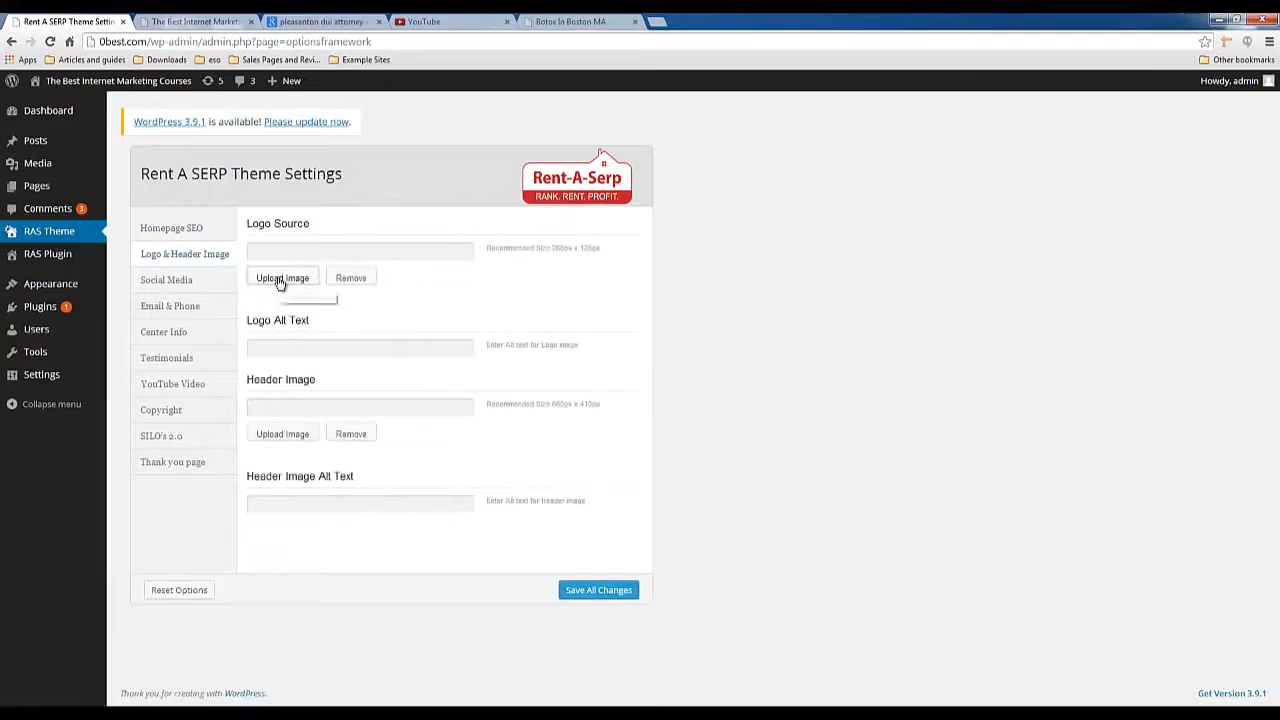 Rent A SERP Theme Settin
The Best Internet Marketi
pleasanton dui attorney
YouTube
Botox In Boston MA
0best.com/wp-admin/admin.php?page=optionsframework
Apps
Articles and guides
Downloads
eso
Sales Pages and Revi...
Example Sites
Other bookmarks
The Best Internet Marketing Courses
5
3
New
Howdy, admin
Dashboard
Posts
Media
Pages
Comments 3
RAS Theme
RAS Plugin
Appearance
Plugins 1
Users
Tools
Settings
Collapse menu
WordPress 3.9.1 is available! Please update now.
Rent A SERP Theme Settings
Rent-A-Serp
RANK. RENT. PROFIT.
Homepage SEO
Logo & Header Image
Social Media
Email & Phone
Center Info
Testimonials
YouTube Video
Copyright
SILO's 2.0
Thank you page
Logo Source
Recommended Size 260px x 125px
Upload Image
Remove
Logo Alt Text
Enter Alt text for Logo image
Header Image
Recommended Size 660px x 410px
Upload Image
Remove
Header Image Alt Text
Enter Alt text for Header image
Reset Options
Save All Changes
Thank you for creating with WordPress.
Get Version 3.9.1